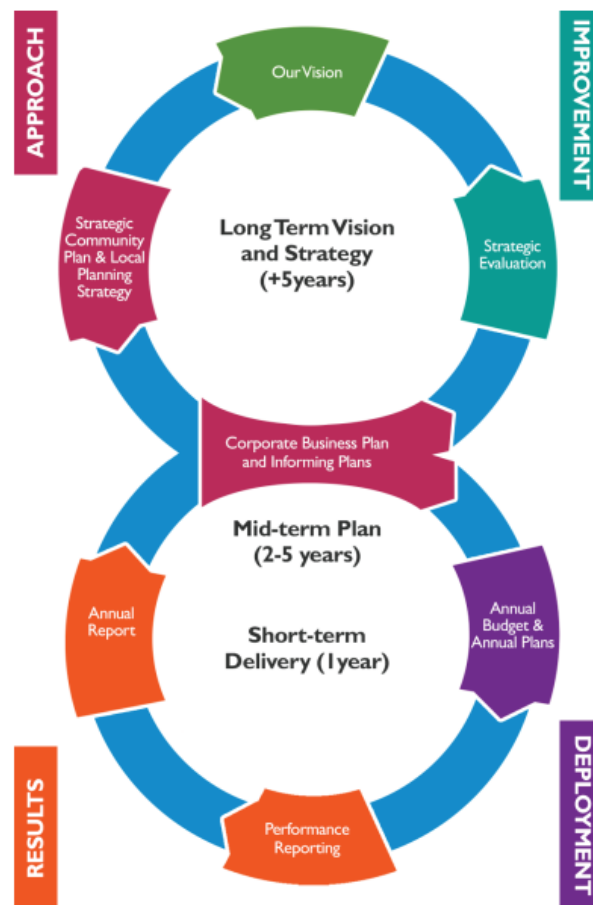 APPROACH
IMPROVEMENT
Our Vision
Strategic
Community
Plan & Local
Planning
Strategy
Long Term Vision
and Strategy
(+5years)
Strategic
Evaluation
Corporate Business Plan
and Informing Plans
Mid-term Plan
(2-5 years)
Annual
Report
Short-term
Delivery (1year)
Annual
Budget &
Annual Plans
RESULTS
Performance
Reporting
DEPLOYMENT